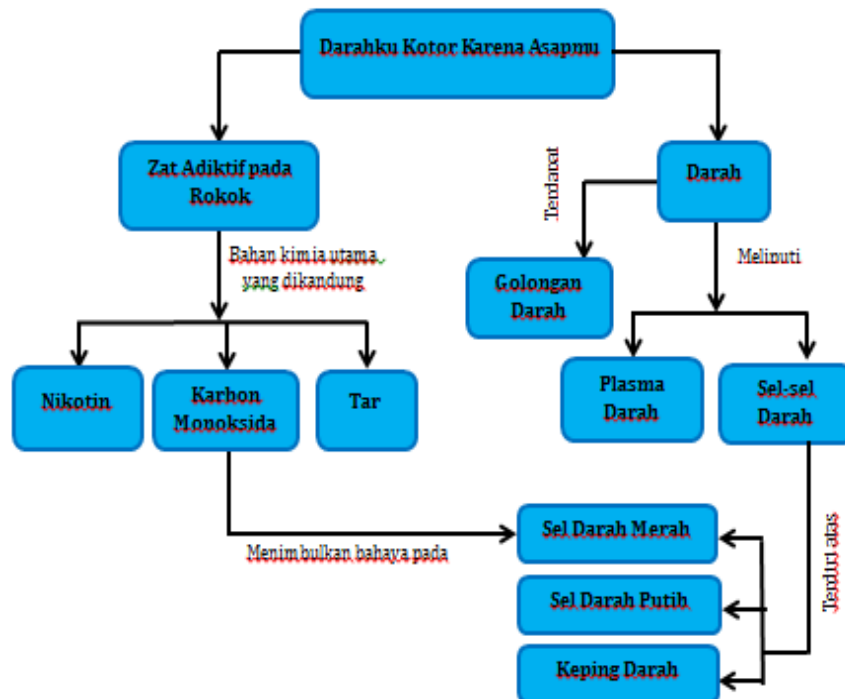 Darahku Kotor Karena Asapmu
Zat Adiktif pada
Rokok
Darah
Terdapat
Bahan kimia utama
yang dikandung
Meliputi
Golongan
Darah
Nikotin
Karbon
Monoksida
Tar
Plasma
Darah
Sel-sel
Darah
Menimbulkan bahaya pada
Sel Darah Merah
Terdiri atas
Sel Darah Putih
Keping Darah